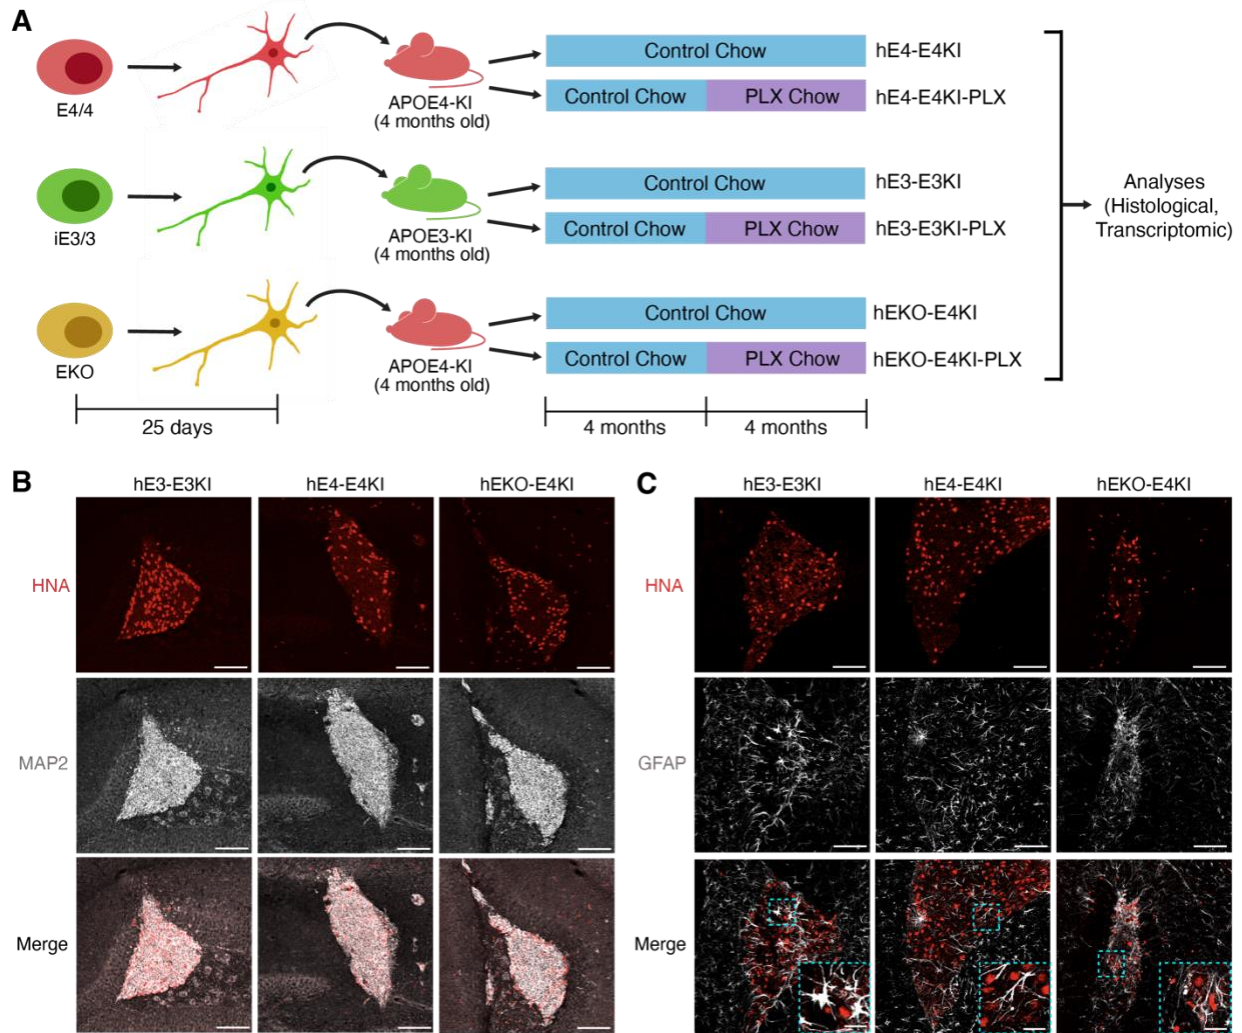 A
E4/4
APOE4-KI
(4 months old)
Control Chow
hE4-E4KI
Control Chow PLX Chow hE4-E4KI-PLX
iE3/3
APOE3-KI
(4 months old)
Control Chow
hE3-E3KI
Control Chow PLX Chow hE3-E3KI-PLX
EKO
APOE4-KI
(4 months old)
Control Chow
hEKO-E4KI
Control Chow PLX Chow hEKO-E4KI-PLX
Analyses
(Histological,
Transcriptomic)
25 days
4 months 4 months
B
hE3-E3KI hE4-E4KI hEKO-E4KI
HNA
MAP2
Merge
C
hE3-E3KI hE4-E4KI hEKO-E4KI
HNA
GFAP
Merge